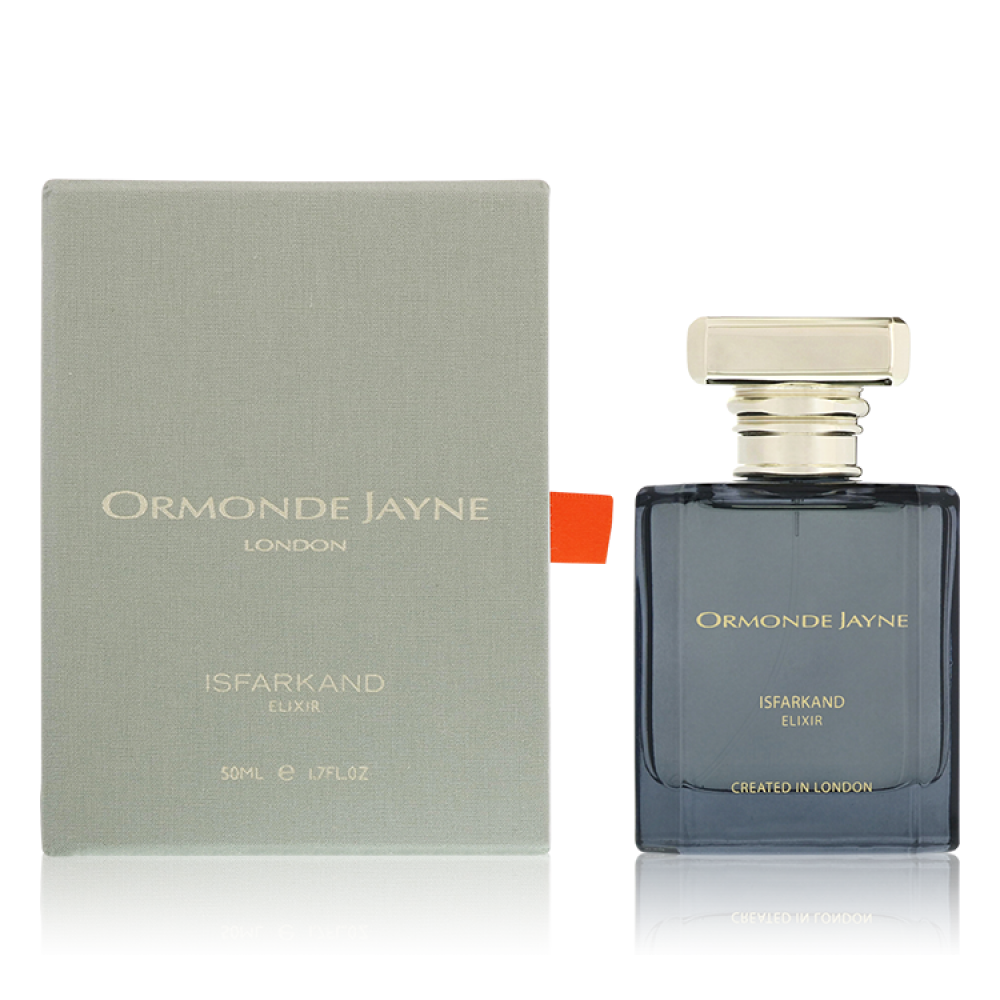 ORMONDE JAYNE
LONDON
ISFARKAND
ELIXIR
50ML e 1.7FL.OZ
ORMONDE JAYNE
ISFARKAND
ELIXIR
CREATED IN LONDON